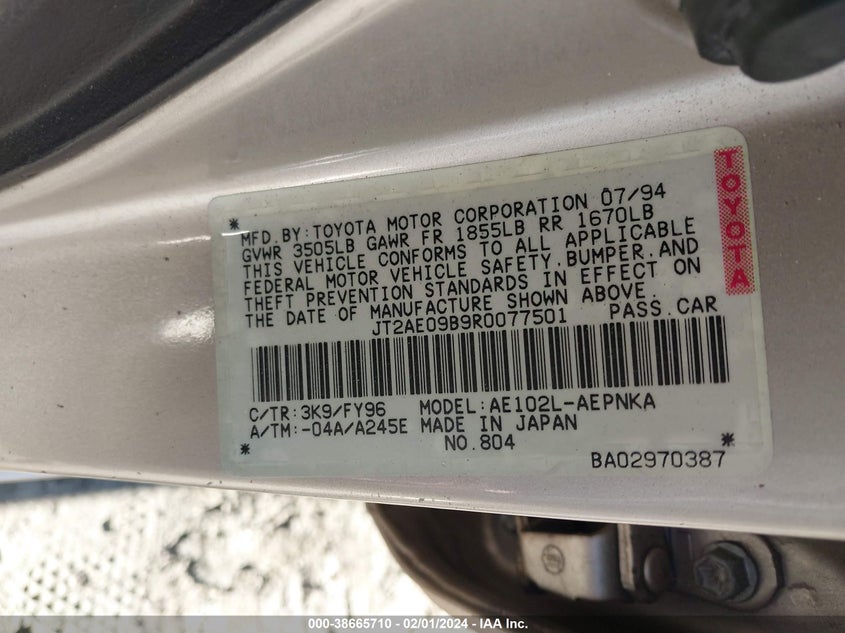 * MFD.BY:TOYOTA MOTOR CORPORATION 07/94
GVWR 3505LB GAWR FR 1855LB RR 1670LB
THIS VEHICLE CONFORMS TO ALL APPLICABLE
FEDERAL MOTOR VEHICLE SAFETY,BUMPER,AND
THEFT PREVENTION STANDARDS IN EFFECT ON
THE DATE OF MANUFACTURE SHOWN ABOVE.
JT2AE09B9R0077501 PASS.CAR
TOYOTA
C/TR:3K9/FY96 MODEL:AE102L-AEPNKA
A/TM:-04A/A245E MADE IN JAPAN
* NO.804 *
BA02970387
000-38665710 - 02/01/2024 - IAA Inc.